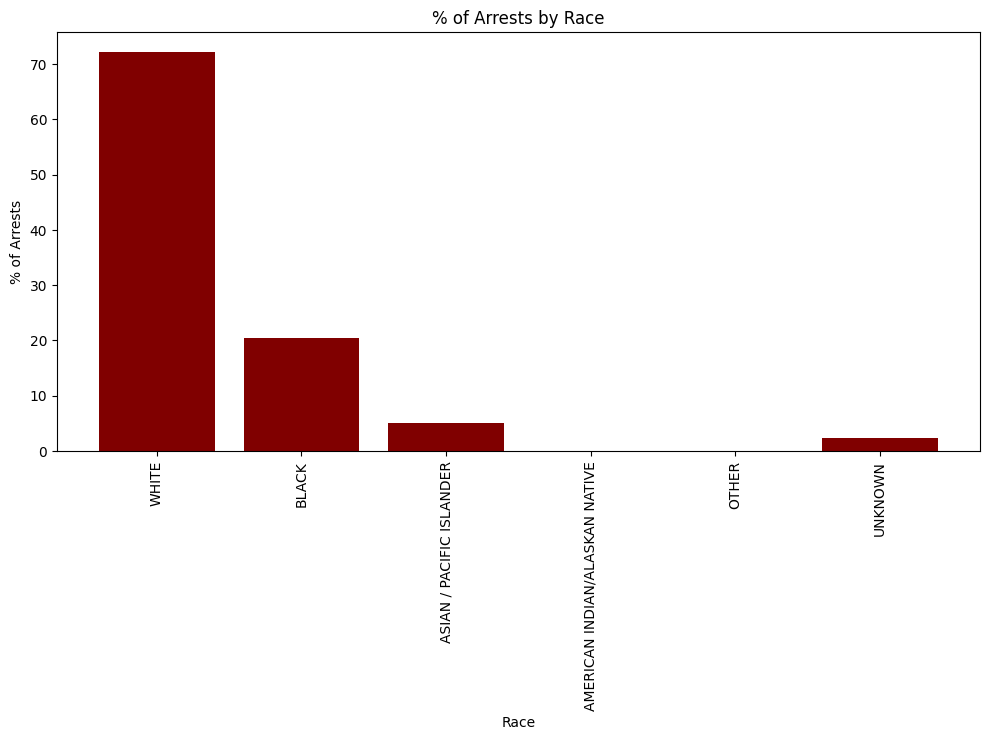 % of Arrests by Race
% of Arrests
70
60
50
40
30
20
10
0
WHITE
BLACK
ASIAN / PACIFIC ISLANDER
AMERICAN INDIAN/ALASKAN NATIVE
OTHER
UNKNOWN
Race